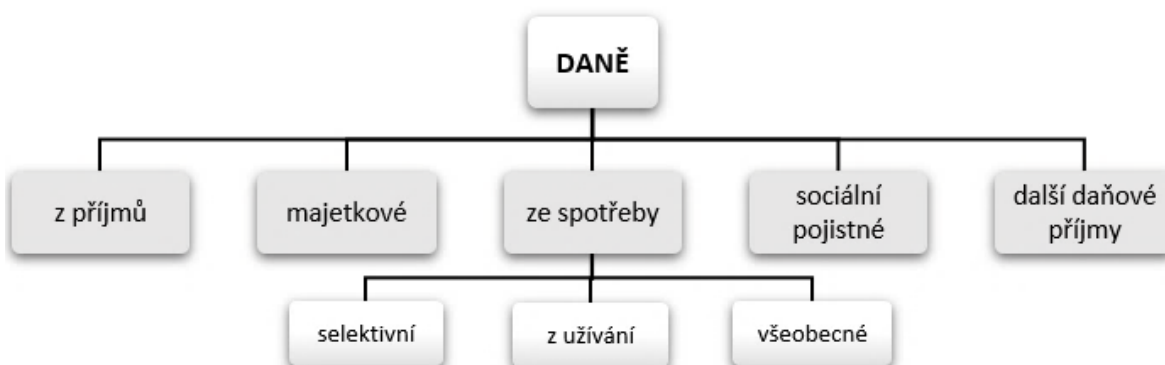 DANĚ
z příjmů
majetkové
ze spotřeby
sociální
pojistné
další daňové
příjmy
selektivní
z užívání
všeobecné